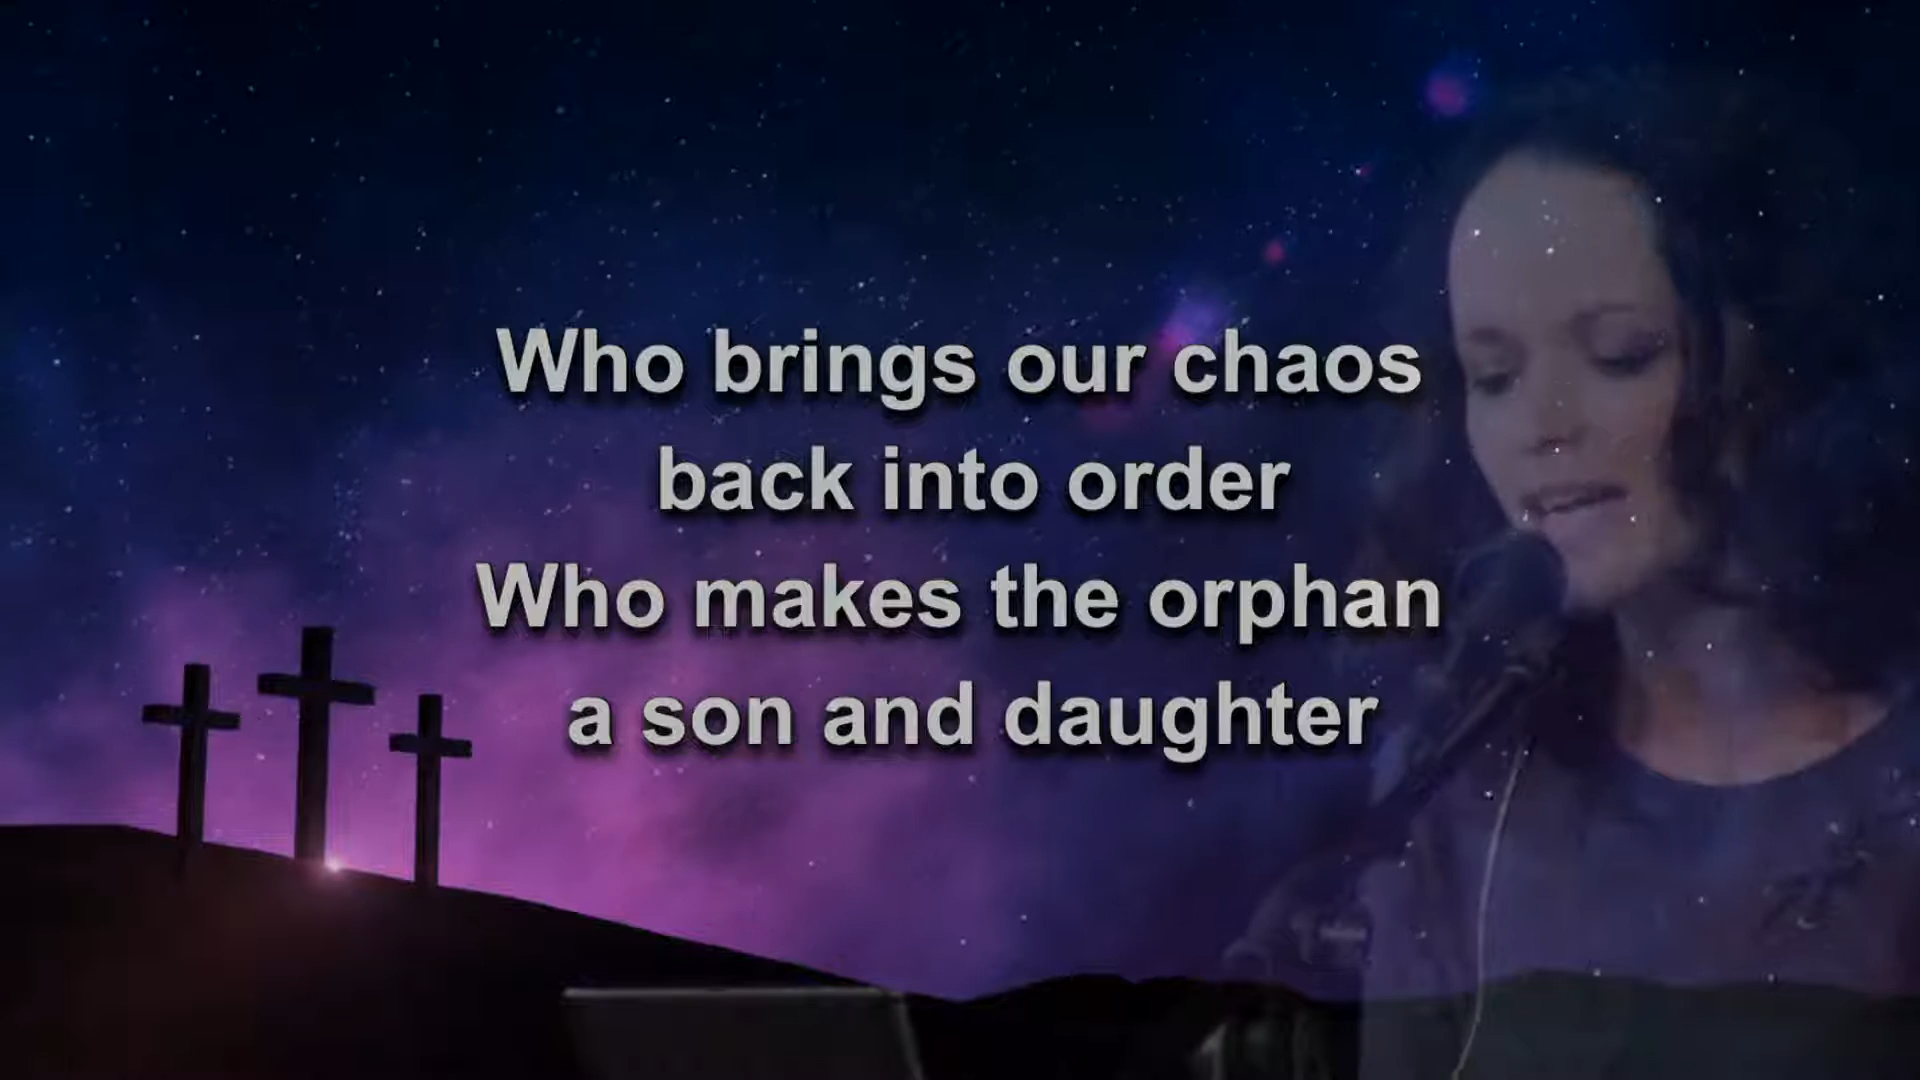 Who brings our chaos
back into order
Who makes the orphan
a son and daughter